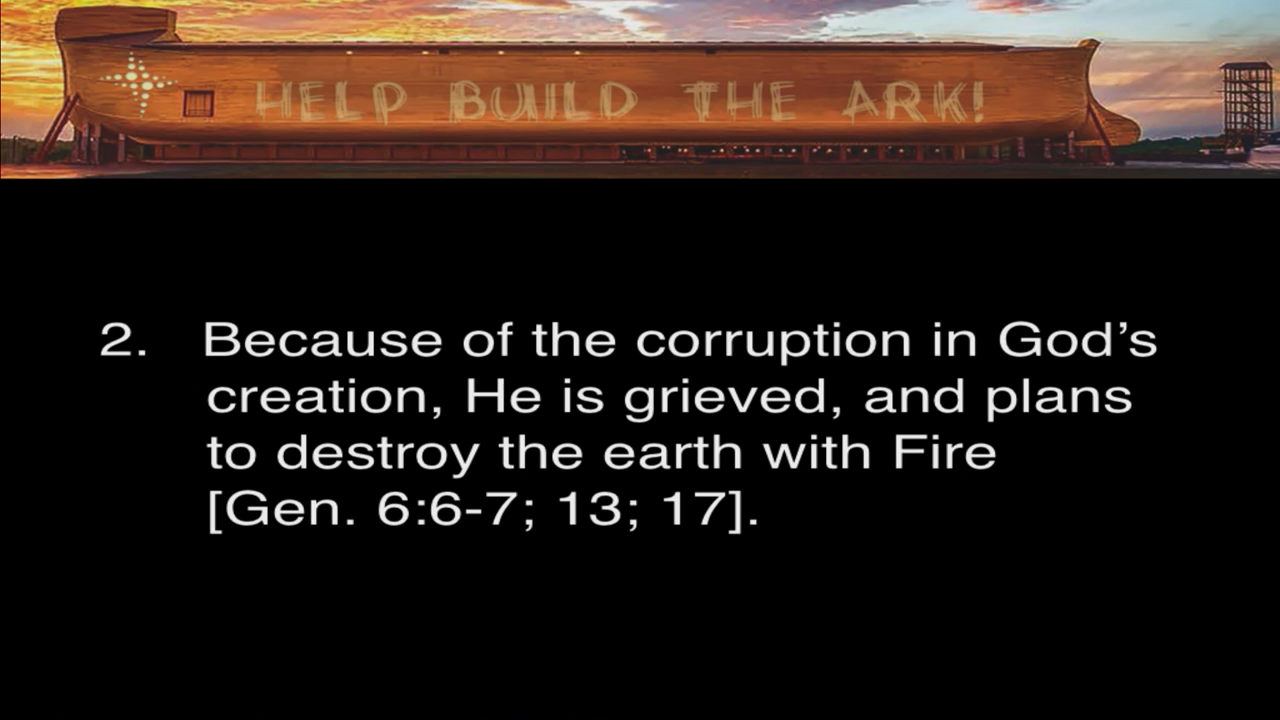 HELP BUILD THE ARK!
2. Because of the corruption in God’s
creation, He is grieved, and plans
to destroy the earth with Fire
[Gen. 6:6-7; 13; 17].